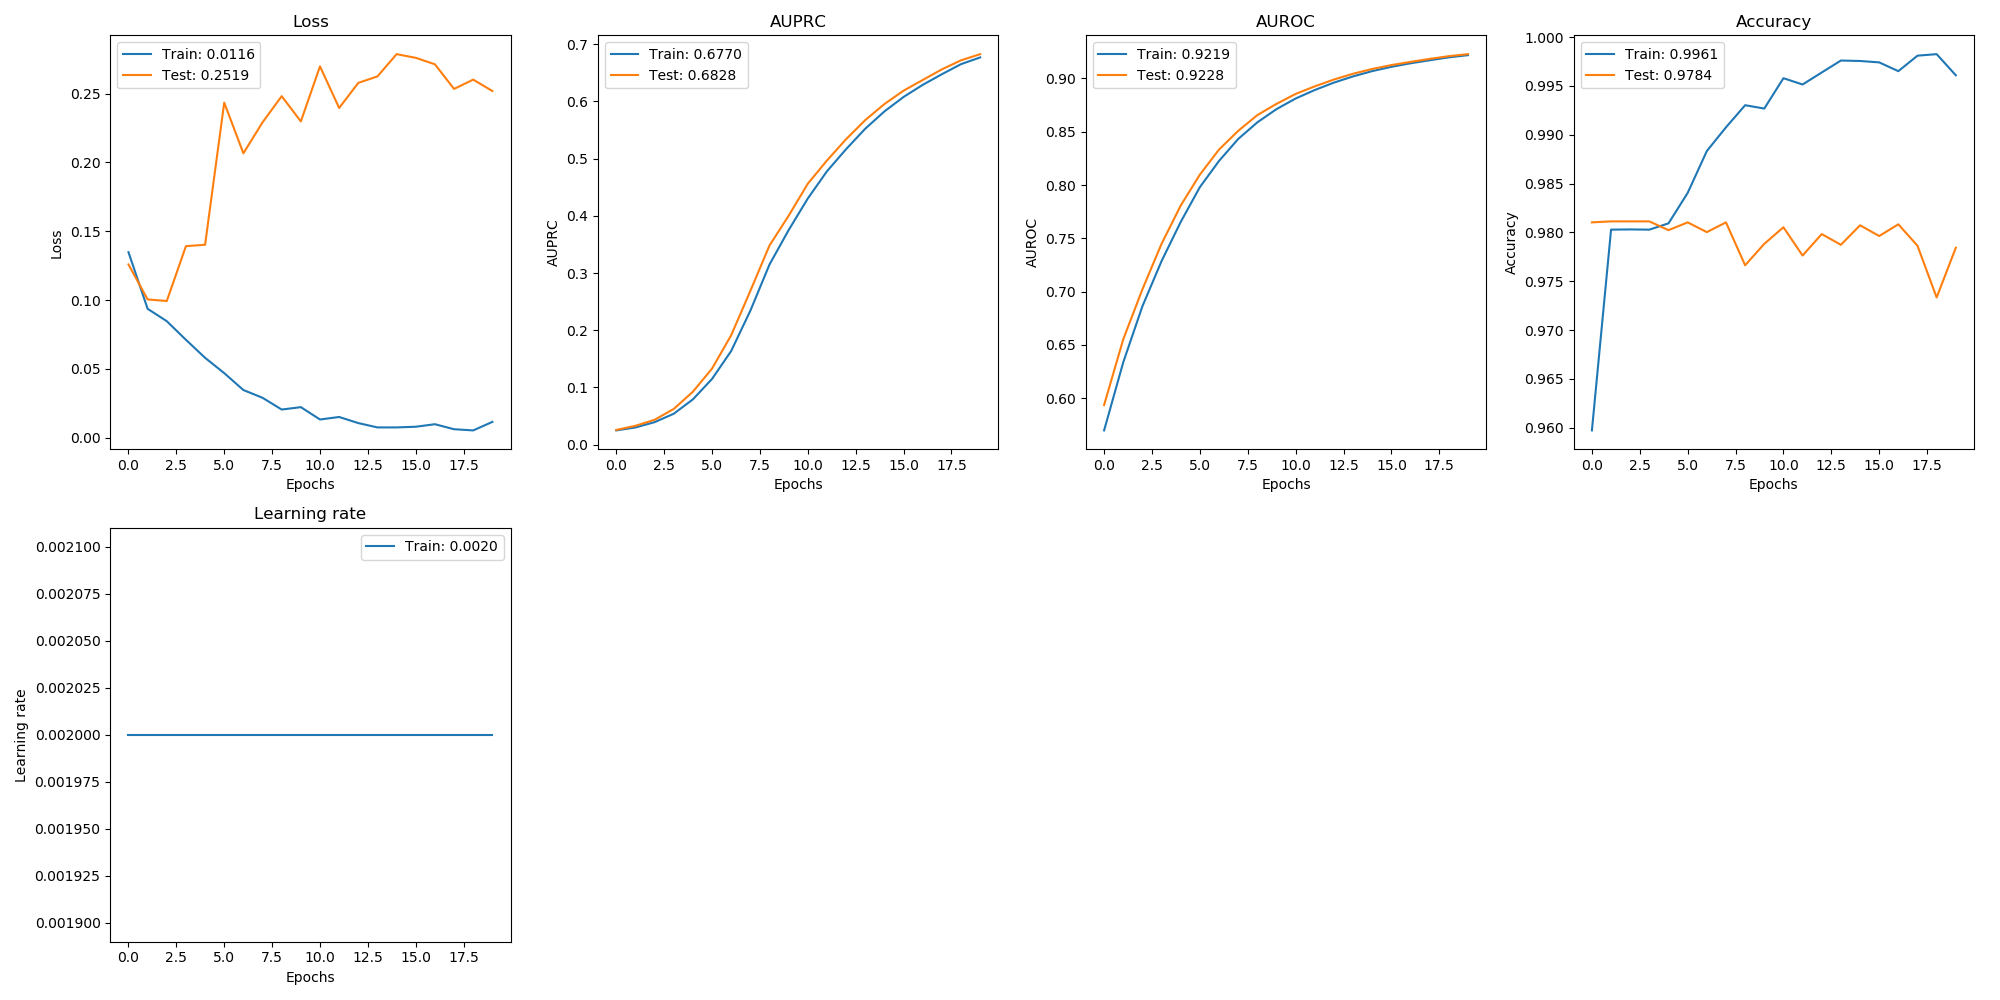 Loss
Train: 0.0116
Test: 0.2519
0.25
0.20
0.15
0.10
0.05
0.00
Loss
0.0 2.5 5.0 7.5 10.0 12.5 15.0 17.5
Epochs
AUPRC
Train: 0.6770
Test: 0.6828
0.7
0.6
0.5
0.4
0.3
0.2
0.1
0.0
AUPRC
0.0 2.5 5.0 7.5 10.0 12.5 15.0 17.5
Epochs
AUROC
Train: 0.9219
Test: 0.9228
0.90
0.85
0.80
0.75
0.70
0.65
0.60
AUROC
0.0 2.5 5.0 7.5 10.0 12.5 15.0 17.5
Epochs
Accuracy
Train: 0.9961
Test: 0.9784
1.000
0.995
0.990
0.985
0.980
0.975
0.970
0.965
0.960
Accuracy
0.0 2.5 5.0 7.5 10.0 12.5 15.0 17.5
Epochs
Learning rate
Train: 0.0020
0.002100
0.002075
0.002050
0.002025
0.002000
0.001975
0.001950
0.001925
0.001900
Learning rate
0.0 2.5 5.0 7.5 10.0 12.5 15.0 17.5
Epochs